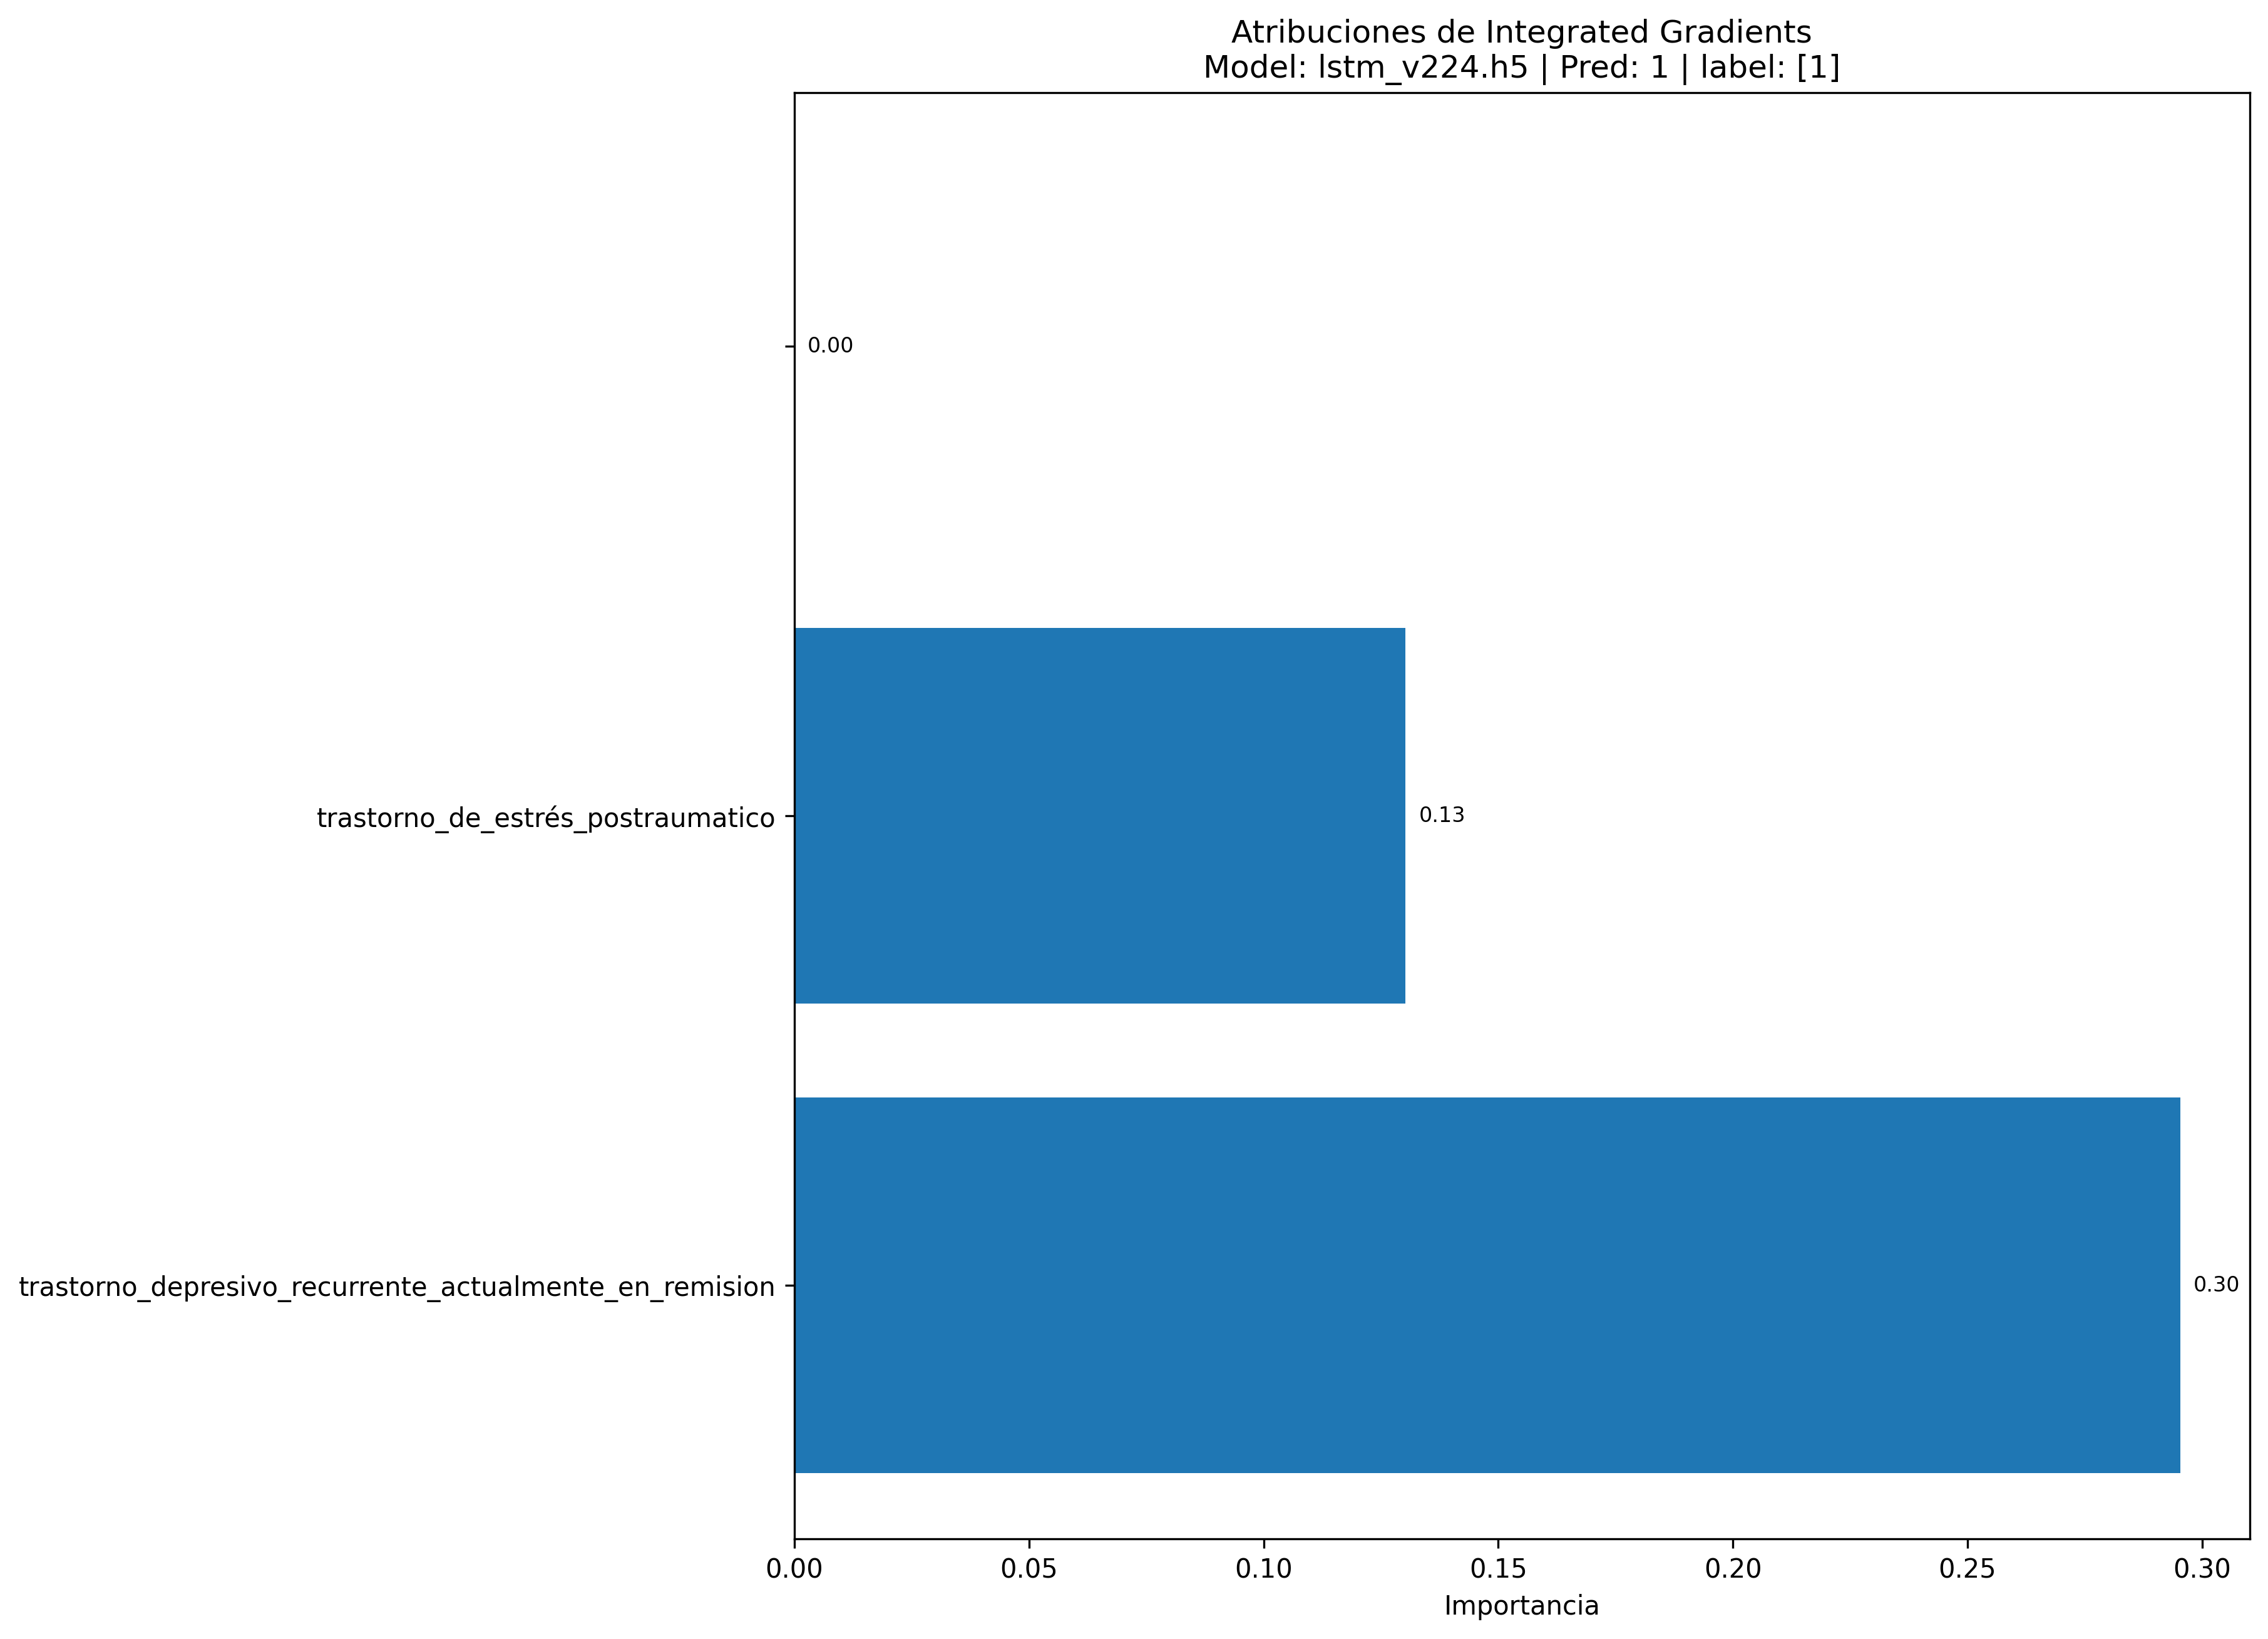 Atribuciones de Integrated Gradients
Model: lstm_v224.h5 | Pred: 1 | label: [1]
0.00
trastorno_de_estrés_postraumatico
0.13
trastorno_depresivo_recurrente_actualmente_en_remision
0.30
0.00 0.05 0.10 0.15 0.20 0.25 0.30
Importancia